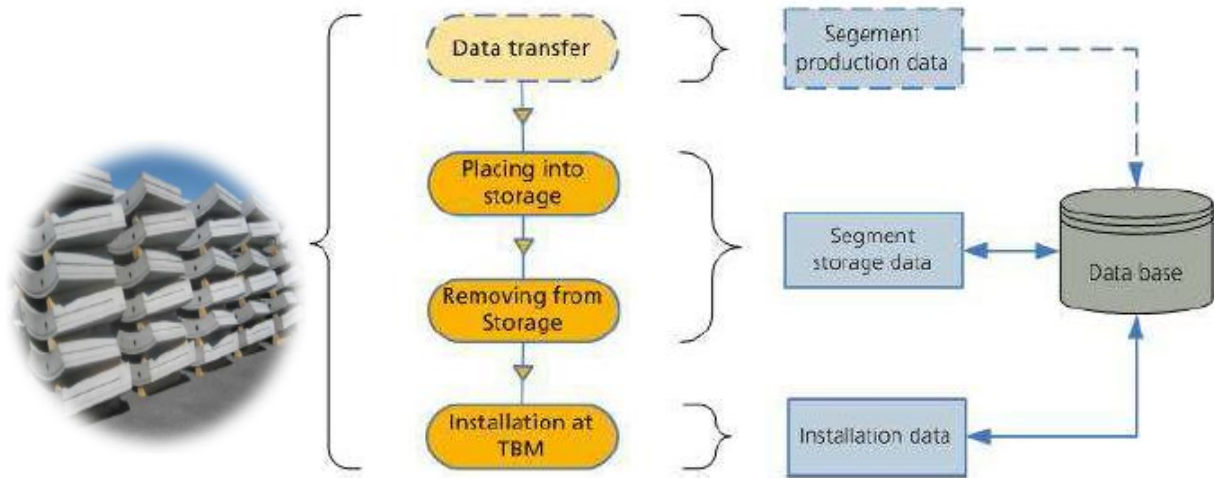 Data transfer
Segement
production data
Placing into
storage
Segment
storage data
Data base
Removing from
Storage
Installation at
TBM
Installation data